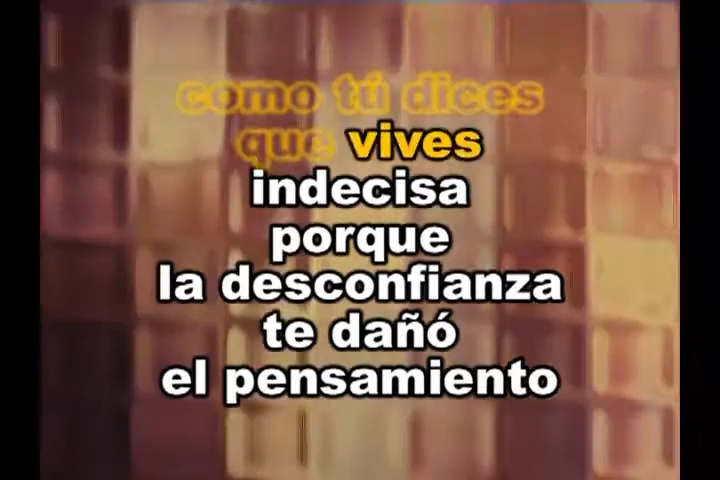 como tú dices
que vives
indecisa
porque
la desconfianza
te dañó
el pensamiento